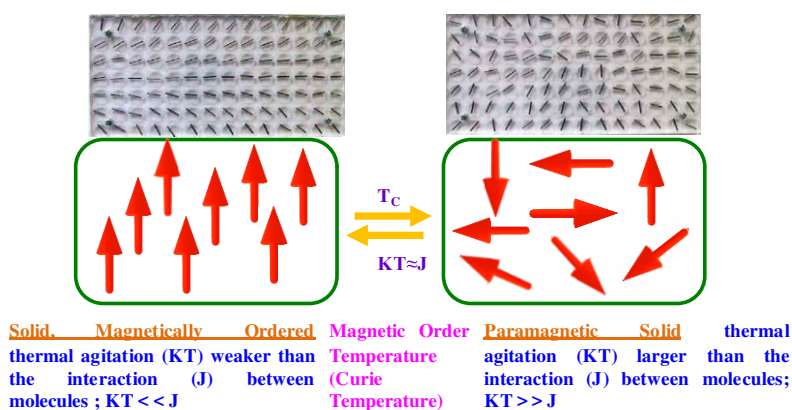 T_C
KT≈J
Solid, Magnetically Ordered
thermal agitation (KT) weaker than
the interaction (J) between
molecules ; KT < < J
Magnetic Order
Temperature
(Curie
Temperature)
Paramagnetic Solid thermal
agitation (KT) larger than the
interaction (J) between molecules;
KT > > J